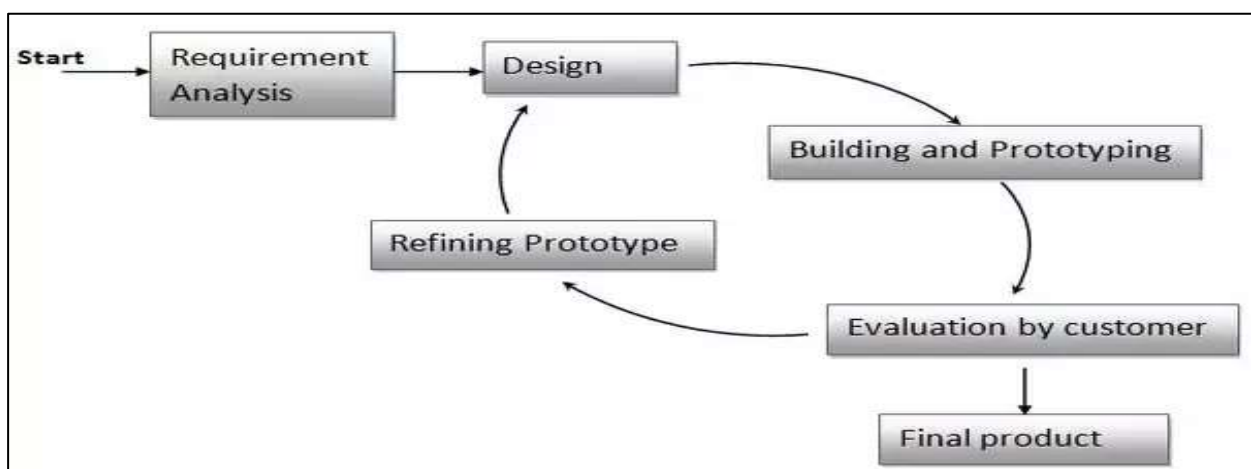 Start
Requirement
Analysis
Design
Building and Prototyping
Refining Prototype
Evaluation by customer
Final product